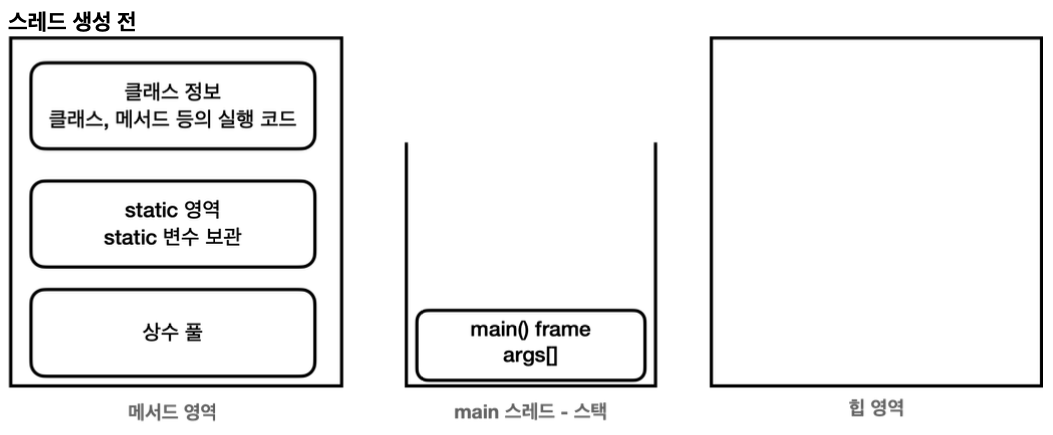 스레드 생성 전
클래스 정보
클래스, 메서드 등의 실행 코드
static 영역
static 변수 보관
상수 풀
메서드 영역
main() frame
args[]
main 스레드 - 스택
힙 영역